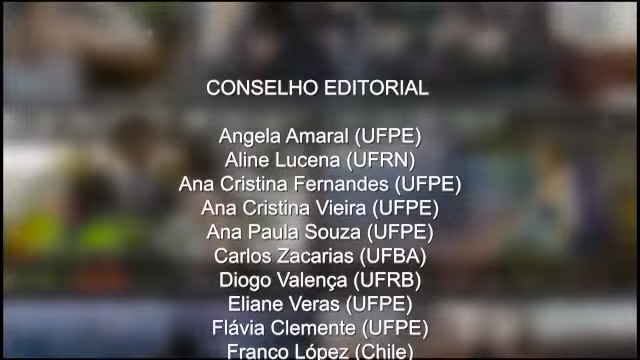 CONSELHO EDITORIAL
Angela Amaral (UFPE)
Aline Lucena (UFRN)
Ana Cristina Fernandes (UFPE)
Ana Cristina Vieira (UFPE)
Ana Paula Souza (UFPE)
Carlos Zacarias (UFBA)
Diogo Valença (UFRB)
Eliane Veras (UFPE)
Flávia Clemente (UFPE)
Franco López (Chile)